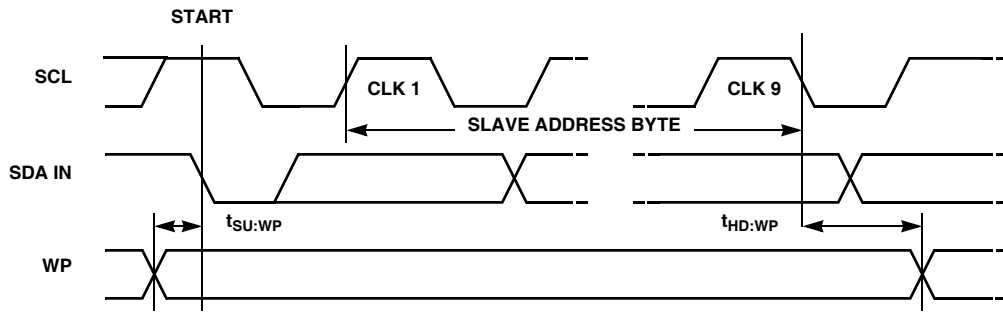 START
SCL
CLK 1
CLK 9
SLAVE ADDRESS BYTE
SDA IN
tSU:WP
tHD:WP
WP